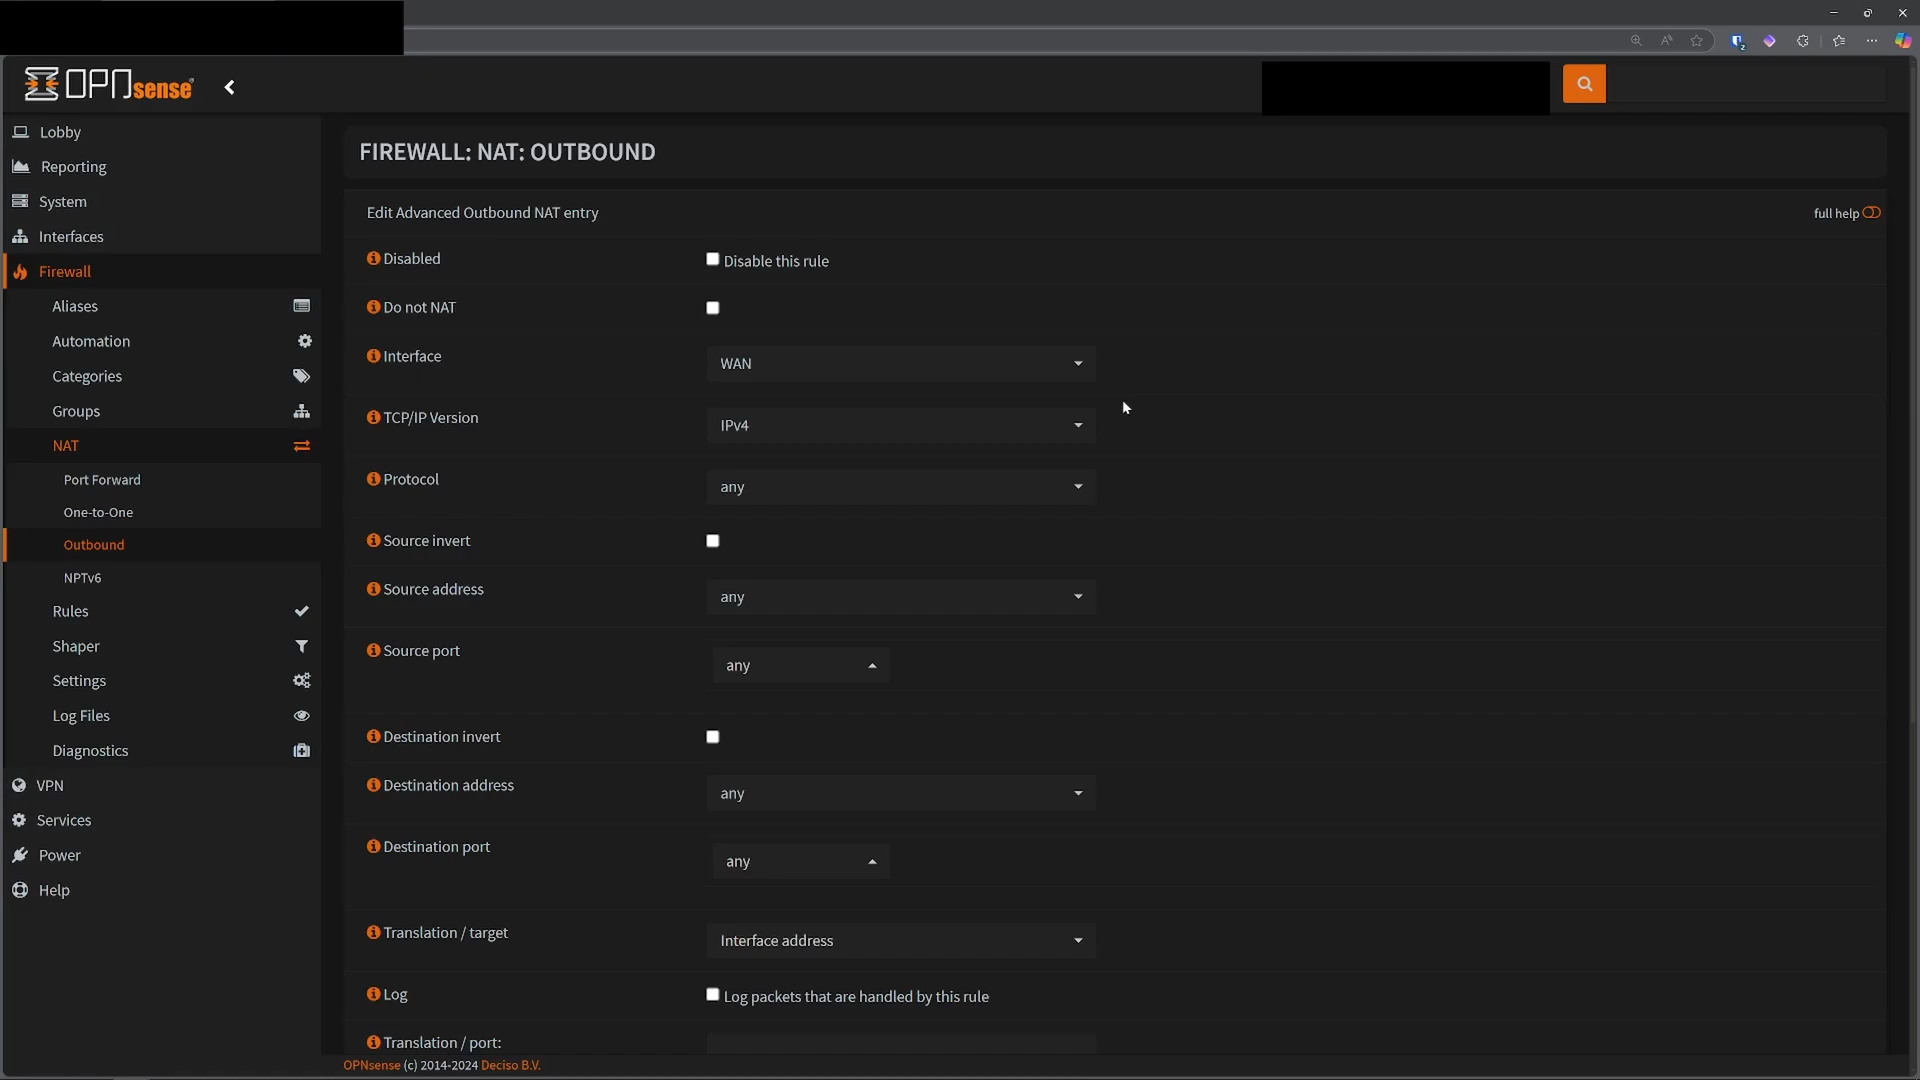 OPNsense
Lobby
Reporting
System
Interfaces
Firewall
Aliases
Automation
Categories
Groups
NAT
Port Forward
One-to-One
Outbound
NPTv6
Rules
Shaper
Settings
Log Files
Diagnostics
VPN
Services
Power
Help
FIREWALL: NAT: OUTBOUND
Edit Advanced Outbound NAT entry
full help
Disabled
Disable this rule
Do not NAT
Interface
WAN
TCP/IP Version
IPv4
Protocol
any
Source invert
Source address
any
Source port
any
Destination invert
Destination address
any
Destination port
any
Translation / target
Interface address
Log
Log packets that are handled by this rule
Translation / port:
OPNsense (c) 2014-2024 Deciso B.V.